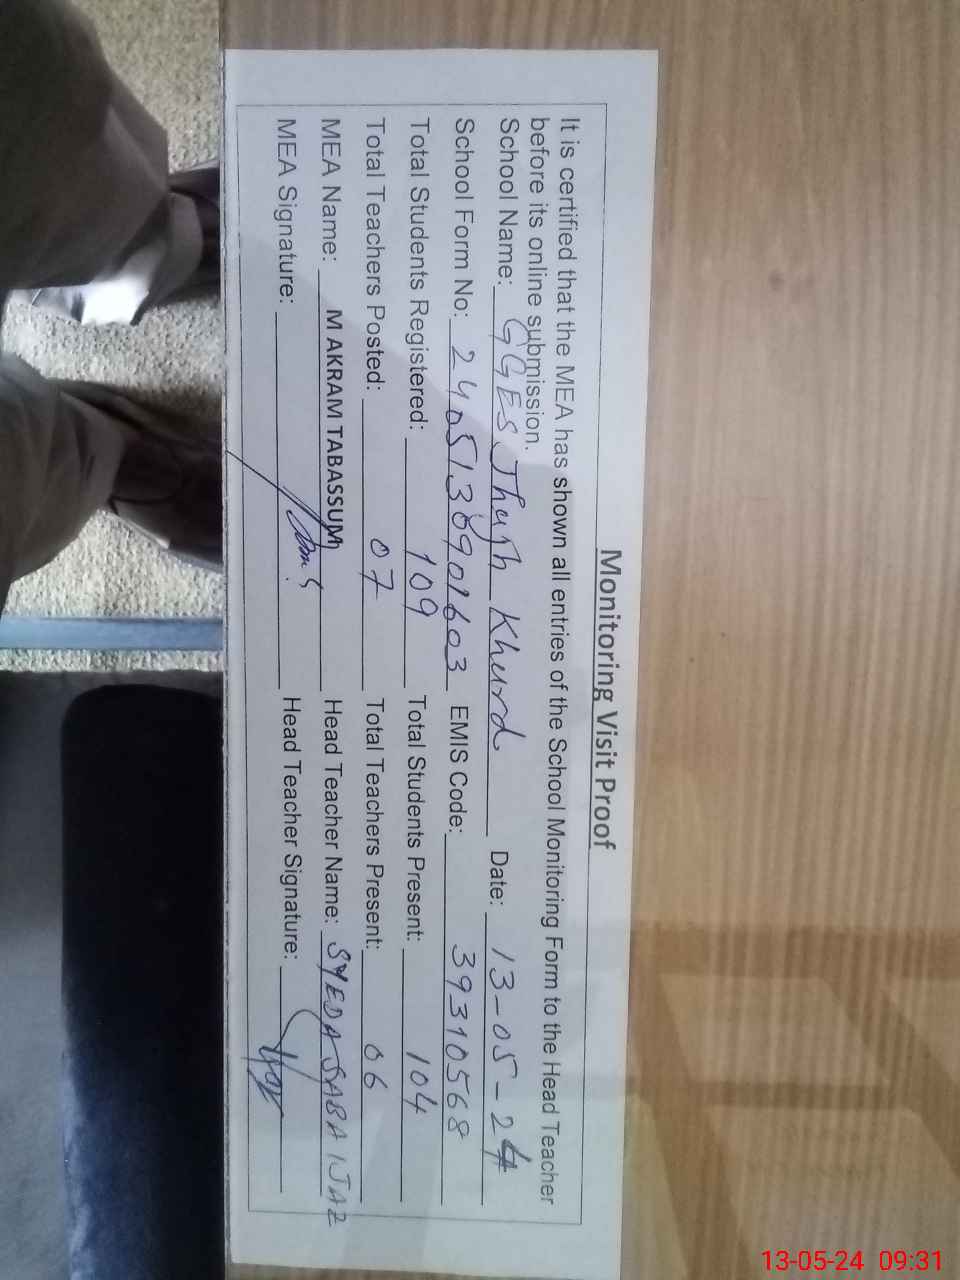 Monitoring Visit Proof
It is certified that the MEA has shown all entries of the School Monitoring Form to the Head Teacher
before its online submission.
School Name: GGES Jhugh Khurd Date: 13-05-24
School Form No: 2405138901603 EMIS Code: 39310568
Total Students Registered: 109 Total Students Present: 104
Total Teachers Posted: 07 Total Teachers Present: 06
MEA Name: M AKRAM TABASSUM Head Teacher Name: SYEDA SABA IJAZ
MEA Signature: Head Teacher Signature:
13-05-24 09:31